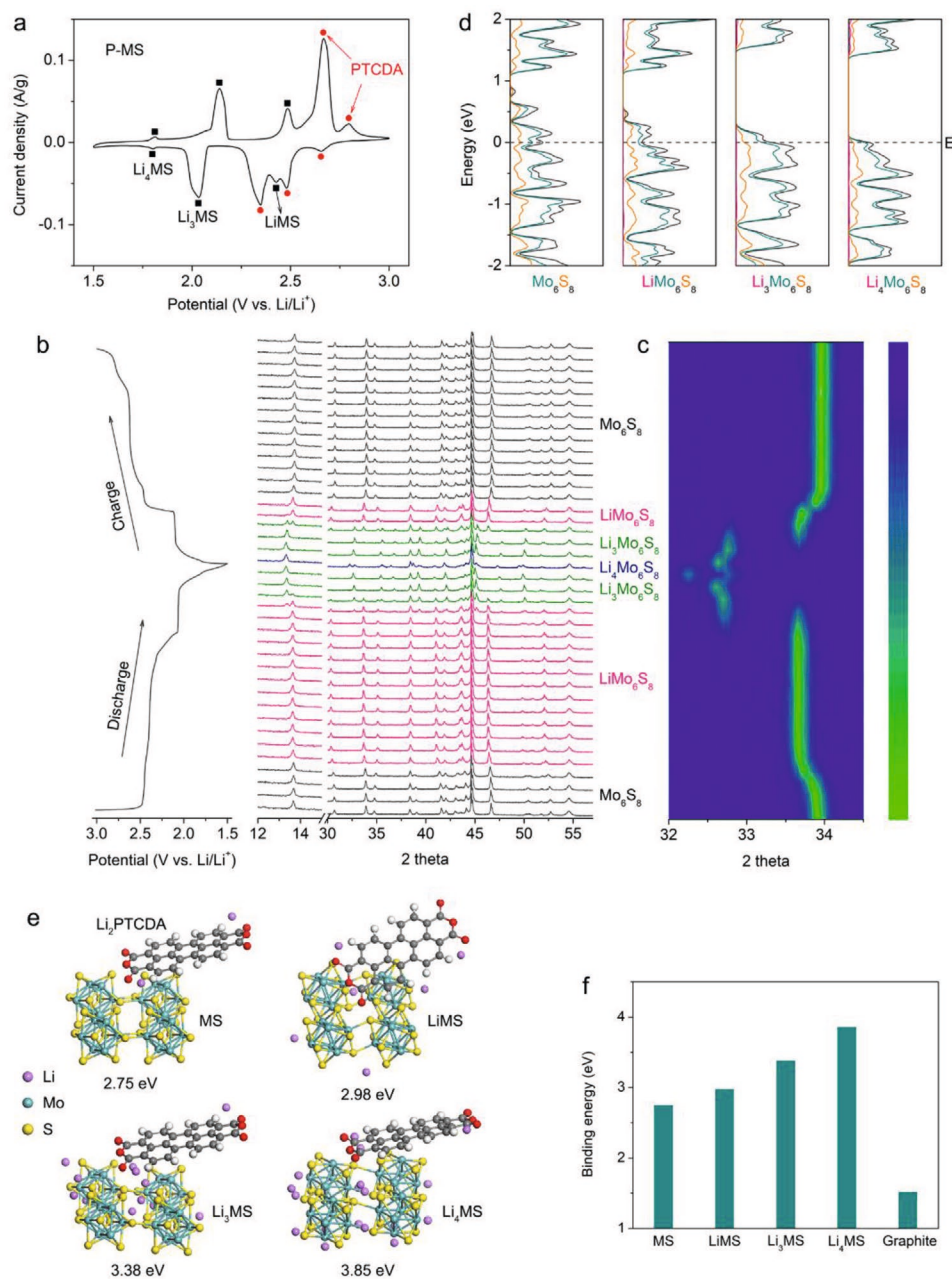 a
P-MS
PTCDA
Li₄MS
Li₃MS
LiMS
0.1
0.0
-0.1
Current density (A/g)
1.5 2.0 2.5 3.0
Potential (V vs. Li/Li⁺)
d
2
1
0
-1
-2
Energy (eV)
E
Mo₆S₈
LiMo₆S₈
Li₃Mo₆S₈
Li₄Mo₆S₈
b
Charge
Discharge
3.0 2.5 2.0 1.5
Potential (V vs. Li/Li⁺)
Mo₆S₈
LiMo₆S₈
Li₃Mo₆S₈
Li₄Mo₆S₈
Li₃Mo₆S₈
LiMo₆S₈
Mo₆S₈
12 14 30 35 40 45 50 55
2 theta
c
32 33 34
2 theta
e
Li₂PTCDA
MS
2.75 eV
LiMS
2.98 eV
Li
Mo
S
Li₃MS
3.38 eV
Li₄MS
3.85 eV
f
4
3
2
1
Binding energy (eV)
MS LiMS Li₃MS Li₄MS Graphite